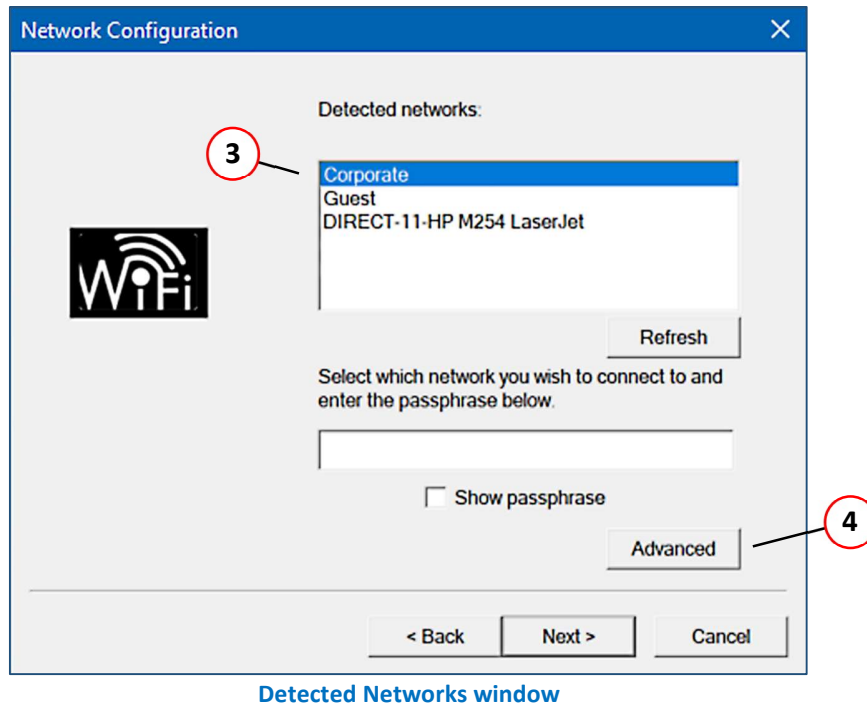 Network Configuration
Detected networks:
3
Corporate
Guest
DIRECT-11-HP M254 LaserJet
WiFi
Refresh
Select which network you wish to connect to and
enter the passphrase below.
Show passphrase
4
Advanced
< Back Next > Cancel
Detected Networks window